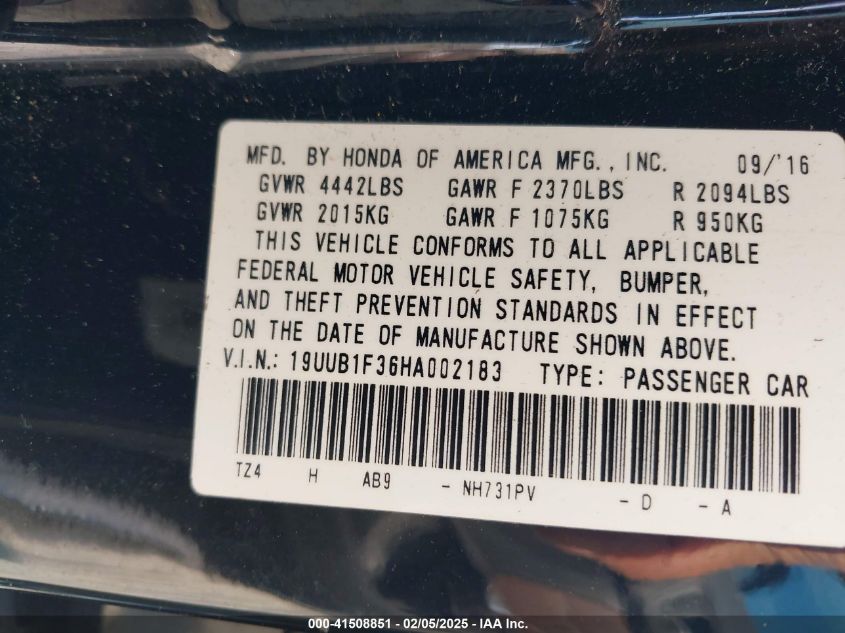 MFD. BY HONDA OF AMERICA MFG., INC. 09/'16
GVWR 4442LBS GAWR F 2370LBS R 2094LBS
GVWR 2015KG GAWR F 1075KG R 950KG
THIS VEHICLE CONFORMS TO ALL APPLICABLE
FEDERAL MOTOR VEHICLE SAFETY, BUMPER,
AND THEFT PREVENTION STANDARDS IN EFFECT
ON THE DATE OF MANUFACTURE SHOWN ABOVE.
V.I.N.: 19UUB1F36HA002183 TYPE: PASSENGER CAR
TZ4 H AB9 - NH731PV - D - A
000-41508851 - 02/05/2025 - IAA Inc.